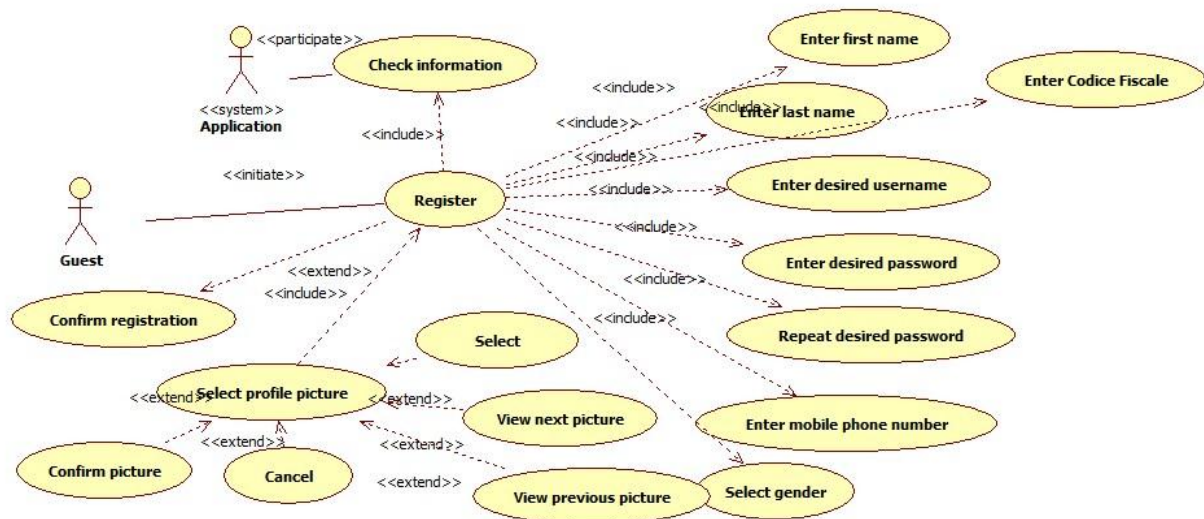 Enter first name
<<participate>>
Check information
Enter Codice Fiscale
<<include>>
<<include>>
Enter last name
<<system>>
Application
<<include>>
<<include>>
<<include>>
<<initiate>>
Register
<<include>>
Enter desired username
<<include>>
Guest
Enter desired password
<<extend>>
<<include>>
Confirm registration
<<include>>
Repeat desired password
Select
Select profile picture
<<extend>>
<<extend>>
View next picture
Enter mobile phone number
<<extend>>
<<extend>>
Confirm picture
Cancel
<<extend>>
View previous picture
Select gender